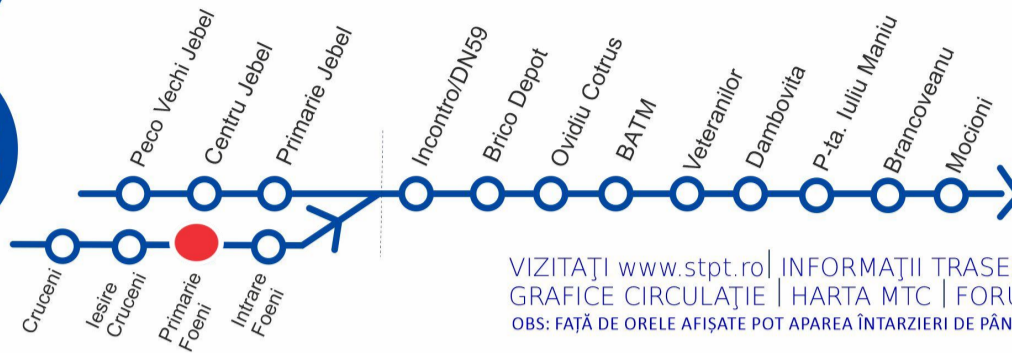 Peco Vechi Jebel
Centru Jebel
Primarie Jebel
Incontro/DN59
Brico Depot
Ovidiu Cotrus
BATM
Veteranilor
Dambovita
P-ta. Iuliu Maniu
Brancoveanu
Mocioni
Cruceni
Iesire
Cruceni
Primarie
Foeni
Intrare
Foeni
VIZITAŢI www.stpt.ro| INFORMAŢII TRASE
GRAFICE CIRCULAŢIE | HARTA MTC | FORU
OBS: FAŢĂ DE ORELE AFIŞATE POT APAREA ÎNTARZIERI DE PÂN